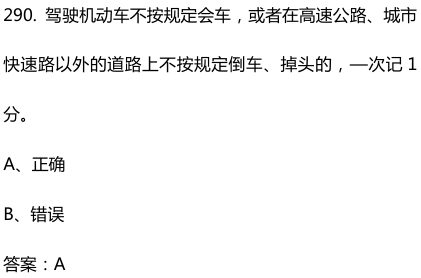 290. 驾驶机动车不按规定会车，或者在高速公路、城市
快速路以外的道路上不按规定倒车、掉头的，一次记 1
分。
A、正确
B、错误
答案：A